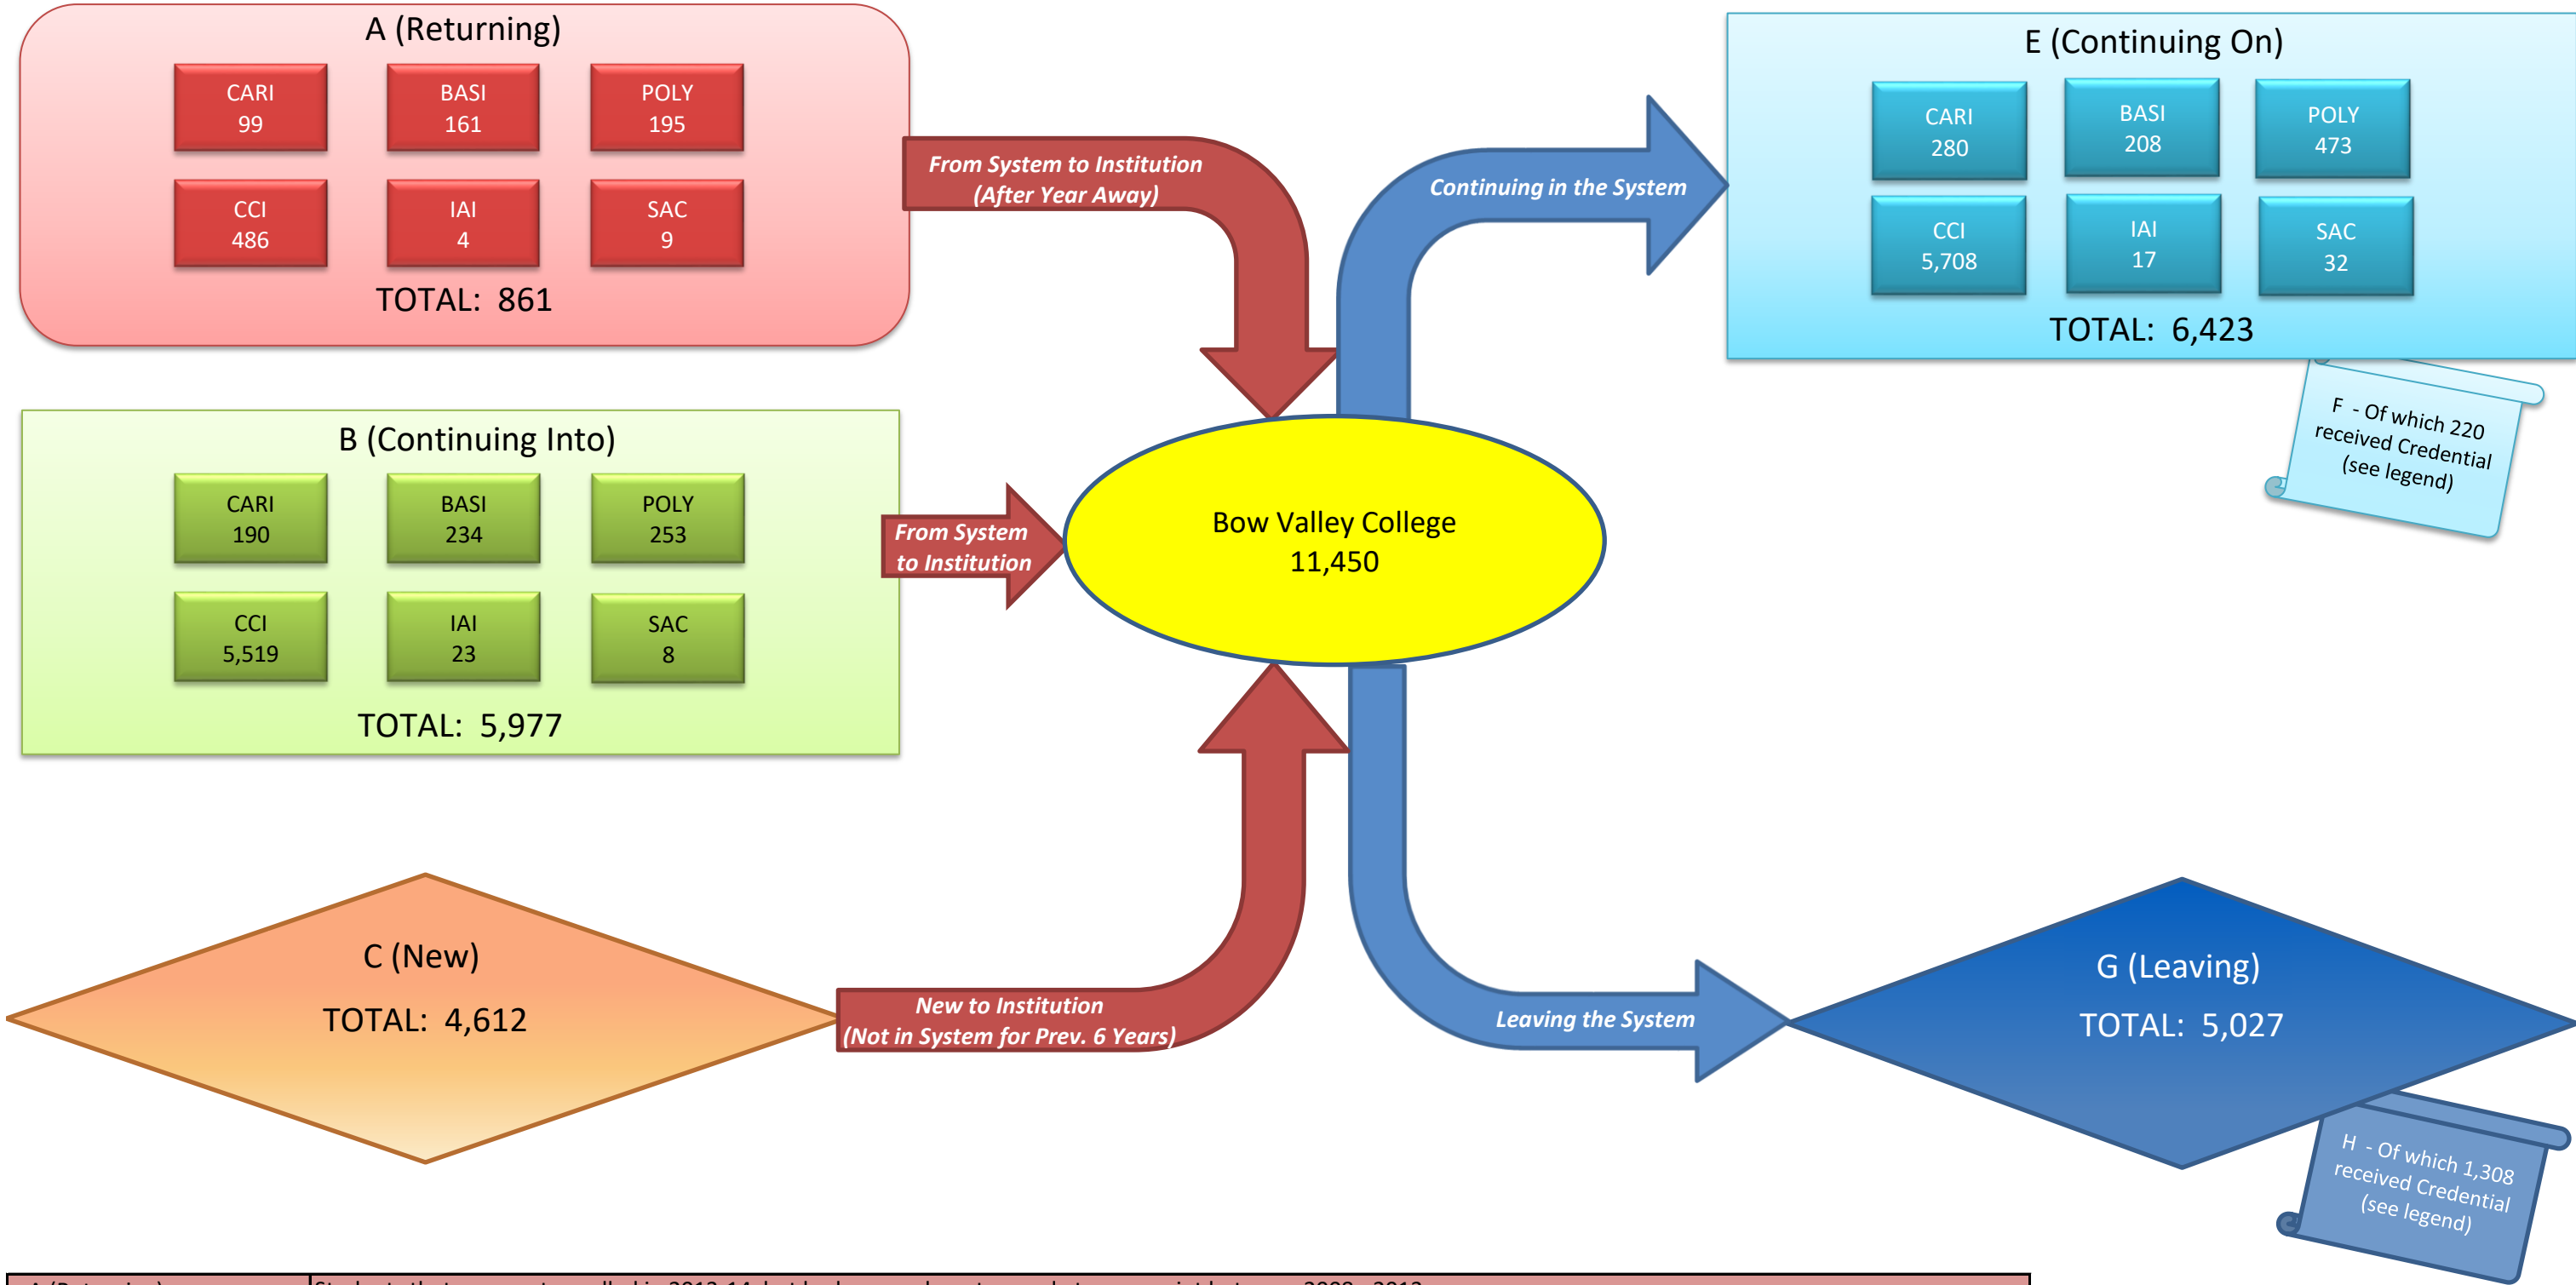 A (Returning)
CARI
99
BASI
161
POLY
195
CCI
486
IAI
4
SAC
9
TOTAL: 861
From System to Institution
(After Year Away)
Continuing in the System
E (Continuing On)
CARI
280
BASI
208
POLY
473
CCI
5,708
IAI
17
SAC
32
TOTAL: 6,423
F - Of which 220
received Credential
(see legend)
B (Continuing Into)
CARI
190
BASI
234
POLY
253
CCI
5,519
IAI
23
SAC
8
TOTAL: 5,977
From System
to Institution
Bow Valley College
11,450
C (New)
TOTAL: 4,612
New to Institution
(Not in System for Prev. 6 Years)
Leaving the System
G (Leaving)
TOTAL: 5,027
H - Of which 1,308
received Credential
(see legend)
A (Returning)